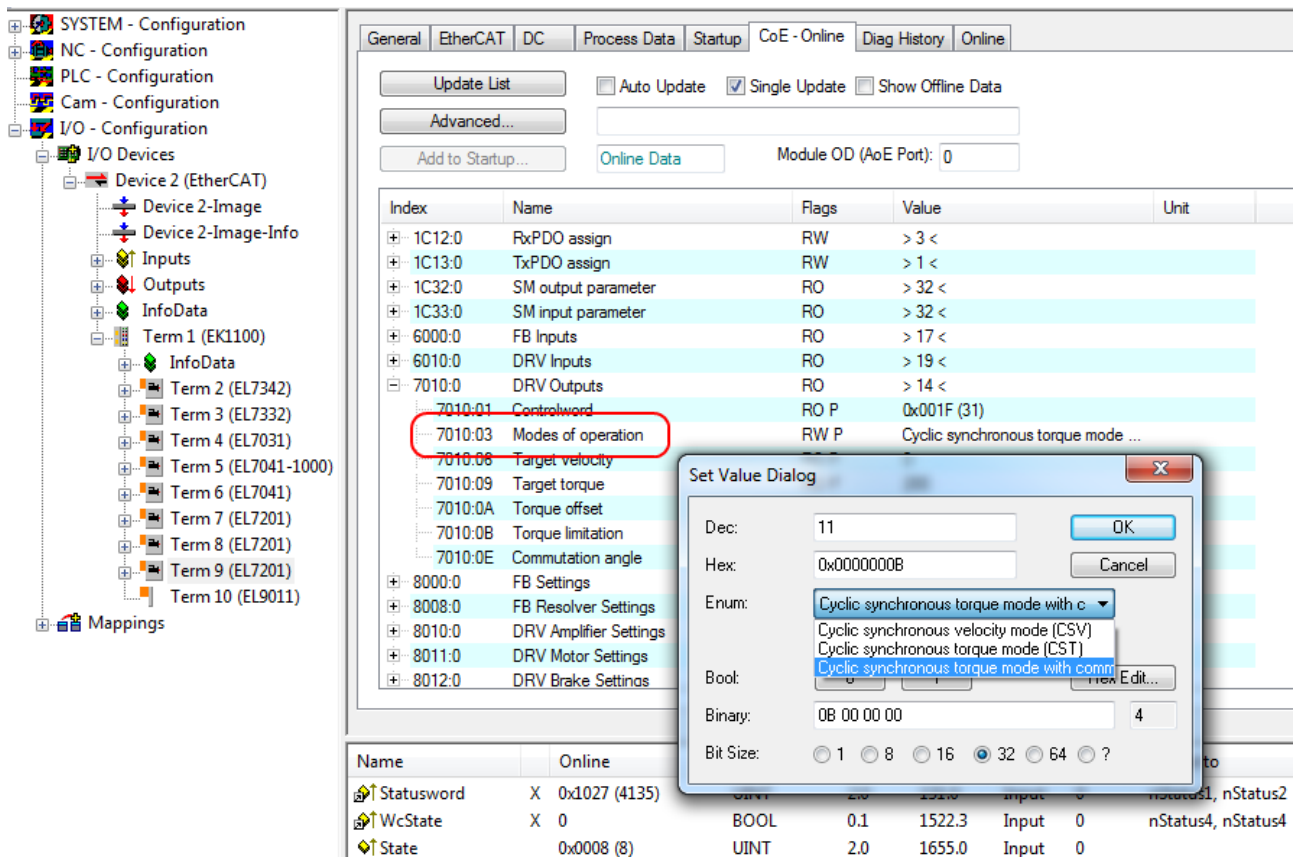 SYSTEM - Configuration
NC - Configuration
PLC - Configuration
Cam - Configuration
I/O - Configuration
I/O Devices
Device 2 (EtherCAT)
Device 2-Image
Device 2-Image-Info
Inputs
Outputs
InfoData
Term 1 (EK1100)
InfoData
Term 2 (EL7342)
Term 3 (EL7332)
Term 4 (EL7031)
Term 5 (EL7041-1000)
Term 6 (EL7041)
Term 7 (EL7201)
Term 8 (EL7201)
Term 9 (EL7201)
Term 10 (EL9011)
Mappings
General EtherCAT DC Process Data Startup CoE - Online Diag History Online
Update List Auto Update Single Update Show Offline Data
Advanced...
Add to Startup... Online Data Module OD (AoE Port): 0
Index Name Flags Value Unit
1C12:0 RxPDO assign RW > 3 <
1C13:0 TxPDO assign RW > 1 <
1C32:0 SM output parameter RO > 32 <
1C33:0 SM input parameter RO > 32 <
6000:0 FB Inputs RO > 17 <
6010:0 DRV Inputs RO > 19 <
7010:0 DRV Outputs RO > 14 <
7010:01 Controlword RO P 0x001F (31)
7010:03 Modes of operation RW P Cyclic synchronous torque mode ...
7010:06 Target velocity
7010:09 Target torque
7010:0A Torque offset
7010:0B Torque limitation
7010:0E Commutation angle
8000:0 FB Settings
8008:0 FB Resolver Settings
8010:0 DRV Amplifier Settings
8011:0 DRV Motor Settings
8012:0 DRV Brake Settings
Set Value Dialog
Dec: 11 OK
Hex: 0x0000000B Cancel
Enum: Cyclic synchronous torque mode with c
Cyclic synchronous velocity mode (CSV)
Cyclic synchronous torque mode (CST)
Cyclic synchronous torque mode with comm
Bool: 0 1 Hex Edit...
Binary: 0B 00 00 00 4
Bit Size: 1 8 16 32 64 ?
Name Online to
Statusword X 0x1027 (4135) UINT 2.0 Input 0 nStatus1, nStatus2
WcState X 0 BOOL 0.1 1522.3 Input 0 nStatus4, nStatus4
State 0x0008 (8) UINT 2.0 1655.0 Input 0